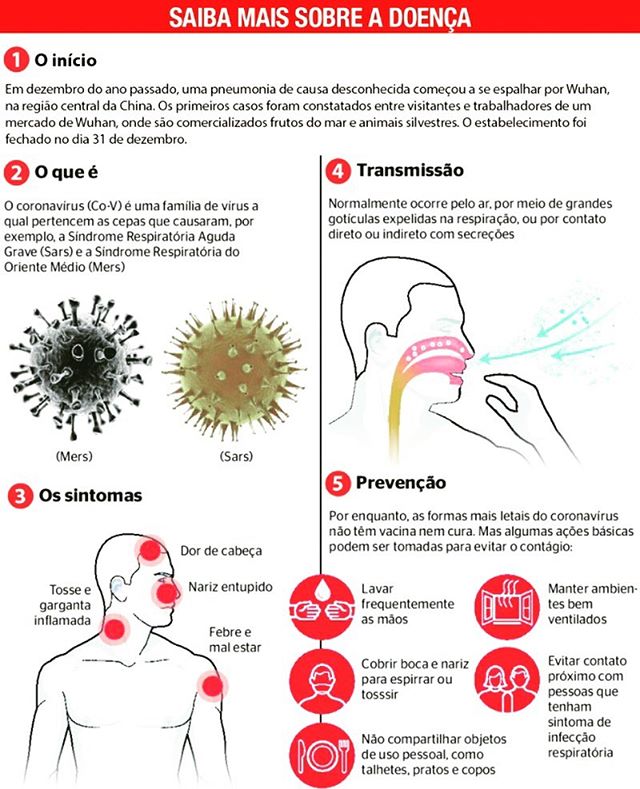 SAIBA MAIS SOBRE A DOENÇA
1 O início
Em dezembro do ano passado, uma pneumonia de causa desconhecida começou a se espalhar por Wuhan,
na região central da China. Os primeiros casos foram constatados entre visitantes e trabalhadores de um
mercado de Wuhan, onde são comercializados frutos do mar e animais silvestres. O estabelecimento foi
fechado no dia 31 de dezembro.
2 O que é
O coronavírus (Co-V) é uma família de vírus a
qual pertencem as cepas que causaram, por
exemplo, a Síndrome Respiratória Aguda
Grave (Sars) e a Síndrome Respiratória do
Oriente Médio (Mers)
(Mers)
(Sars)
3 Os sintomas
Dor de cabeça
Nariz entupido
Tosse e
garganta
inflamada
Febre e
mal estar
4 Transmissão
Normalmente ocorre pelo ar, por meio de grandes
gotículas expelidas na respiração, ou por contato
direto ou indireto com secreções
5 Prevenção
Por enquanto, as formas mais letais do coronavírus
não têm vacina nem cura. Mas algumas ações básicas
podem ser tomadas para evitar o contágio:
Lavar
frequentemente
as mãos
Cobrir boca e nariz
para espirrar ou
tosssir
Não compartilhar objetos
de uso pessoal, como
talhetes, pratos e copos
Manter ambien-
tes bem
ventilados
Evitar contato
próximo com
pessoas que
tenham
sintoma de
infecção
respiratória